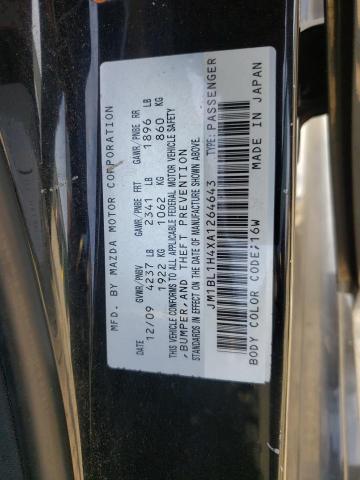 MFD. BY MAZDA MOTOR CORPORATION
DATE GVWR/PNBV GAWR/PNBE FRT GAWR/PNBE RR
12/09 4237 LB 2341 LB 1896 LB
1922 KG 1062 KG 860 KG
THIS VEHICLE CONFORMS TO ALL APPLICABLE FEDERAL MOTOR VEHICLE SAFETY
,BUMPER,AND THEFT PREVENTION
STANDARDS IN EFFECT ON THE DATE OF MANUFACTURE SHOWN ABOVE.
JM1BL1H4XA1264643 TYPE: PASSENGER
BODY COLOR CODE:16W MADE IN JAPAN